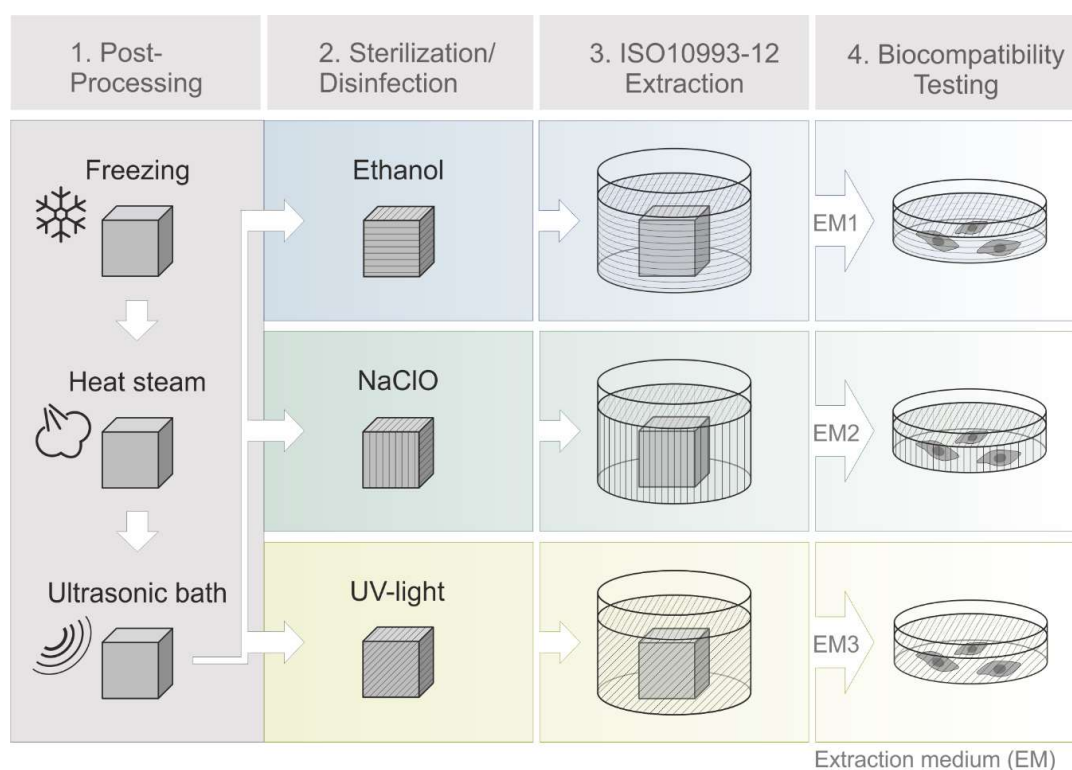 1. Post-
Processing
2. Sterilization/
Disinfection
3. ISO10993-12
Extraction
4. Biocompatibility
Testing
Freezing
Ethanol
EM1
Heat steam
NaClO
EM2
Ultrasonic bath
UV-light
EM3
Extraction medium (EM)